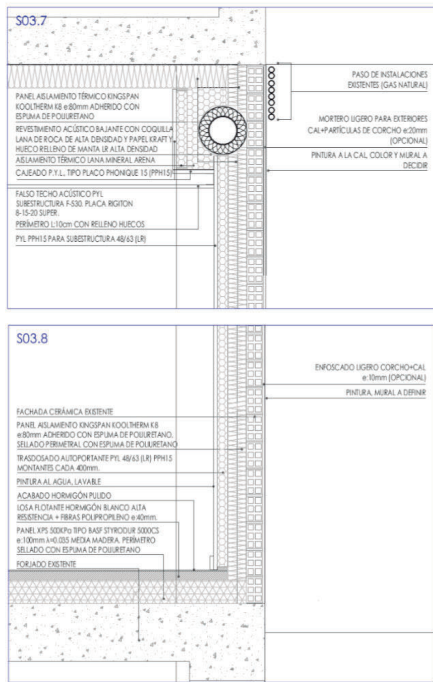 S03.7
PANEL AISLAMIENTO TÉRMICO KINGSPAN
KOOLTHERM K8 e:80mm ADHERIDO CON
ESPUMA DE POLIURETANO
REVESTIMIENTO ACÚSTICO BAJANTE CON COQUILLA
LANA DE ROCA DE ALTA DENSIDAD Y PAPEL KRAFT Y
HUECO RELLENO DE MANTA LR ALTA DENSIDAD
AISLAMIENTO TÉRMICO LANA MINERAL ARENA
CAJEADO P.Y.L. TIPO PLACO PHONIQUE 15 (PPH15)
FALSO TECHO ACÚSTICO PYL
SUBESTRUCTURA F-530. PLACA RIGITON
8-15-20 SUPER.
PERÍMETRO L:10cm CON RELLENO HUECOS
PYL PPH15 PARA SUBESTRUCTURA 48/63 (LR)
PASO DE INSTALACIONES
EXISTENTES (GAS NATURAL)
MORTERO LIGERO PARA EXTERIORES
CAL+PARTÍCULAS DE CORCHO e:20mm
(OPCIONAL)
PINTURA A LA CAL, COLOR Y MURAL A
DECIDIR
S03.8
FACHADA CERÁMICA EXISTENTE
PANEL AISLAMIENTO KINGSPAN KOOLTHERM K8
e:80mm ADHERIDO CON ESPUMA DE POLIURETANO,
SELLADO PERIMETRAL CON ESPUMA DE POLIURETANO
TRASDOSADO AUTOPORTANTE PYL 48/63 (LR) PPH15
MONTANTES CADA 400mm.
PINTURA AL AGUA, LAVABLE
ACABADO HORMIGÓN PULIDO
LOSA FLOTANTE HORMIGÓN BLANCO ALTA
RESISTENCIA + FIBRAS POLIPROPILENO e:40mm.
PANEL XPS 500KPa TIPO BASF STYRODUR 5000CS
e:100mm λ=0.035 MEDIA MADERA. PERÍMETRO
SELLADO CON ESPUMA DE POLIURETANO
FORJADO EXISTENTE
ENFOSCADO LIGERO CORCHO+CAL
e:10mm (OPCIONAL)
PINTURA, MURAL A DEFINIR